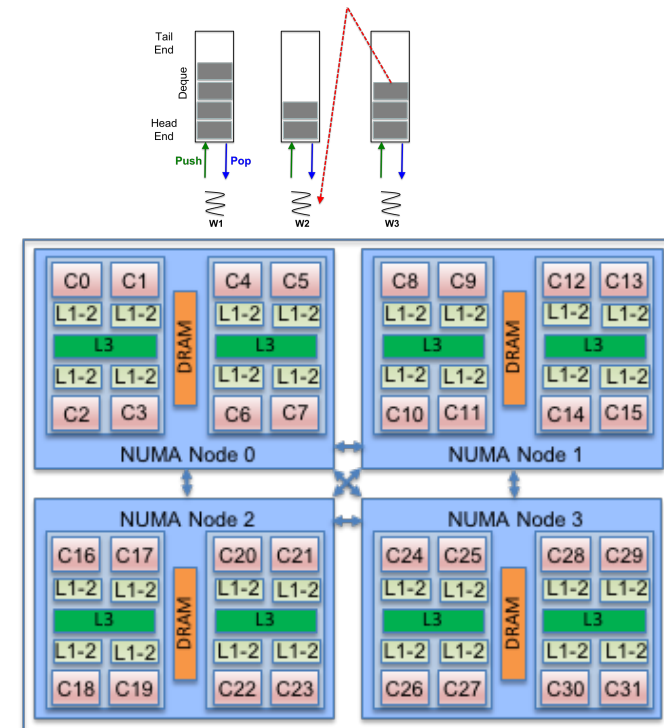 Tail
End
Deque
Head
End
Push
Pop
W1
W2
W3
C0 C1 C4 C5
L1-2 L1-2 L1-2 L1-2
L3 L3
DRAM
L1-2 L1-2 L1-2 L1-2
C2 C3 C6 C7
NUMA Node 0
C8 C9 C12 C13
L1-2 L1-2 L1-2 L1-2
L3 L3
DRAM
L1-2 L1-2 L1-2 L1-2
C10 C11 C14 C15
NUMA Node 1
NUMA Node 2
C16 C17 C20 C21
L1-2 L1-2 L1-2 L1-2
L3 L3
DRAM
L1-2 L1-2 L1-2 L1-2
C18 C19 C22 C23
NUMA Node 3
C24 C25 C28 C29
L1-2 L1-2 L1-2 L1-2
L3 L3
DRAM
L1-2 L1-2 L1-2 L1-2
C26 C27 C30 C31